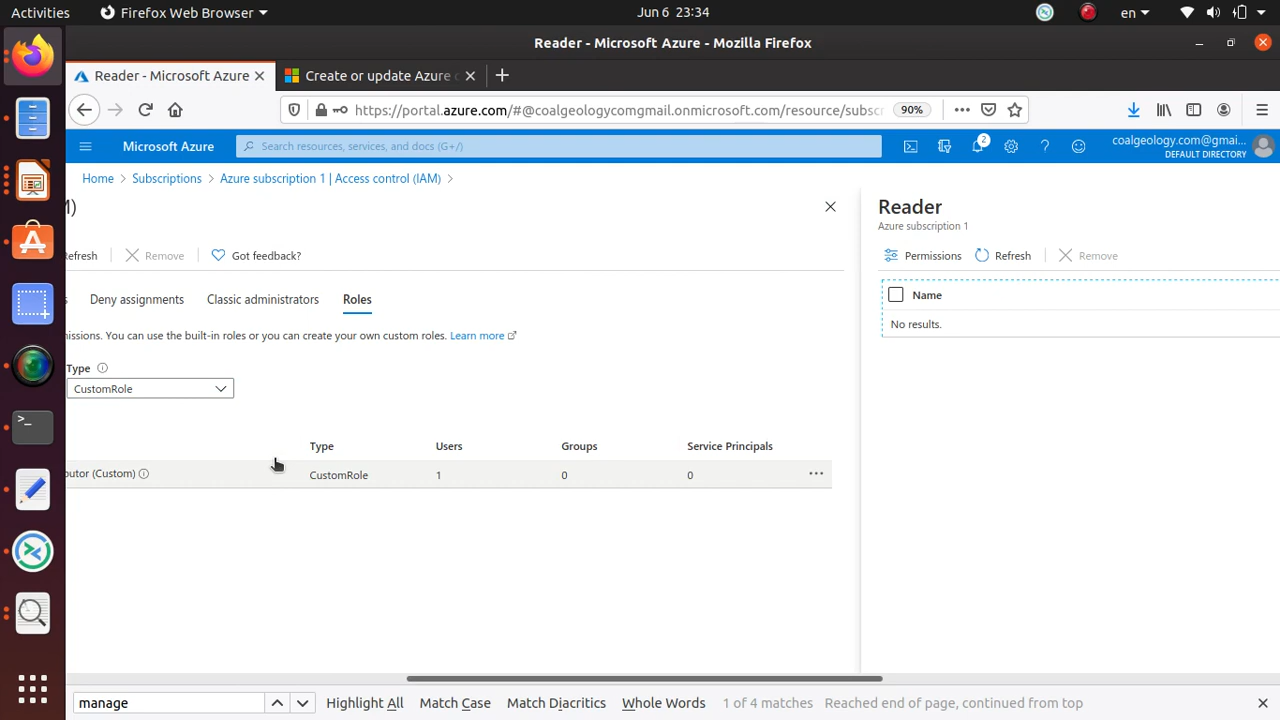 Activities
Firefox Web Browser
Jun 6 23:34
en
Reader - Microsoft Azure - Mozilla Firefox
Reader - Microsoft Azure
Create or update Azure c
https://portal.azure.com/#@coalgeologycomgmail.onmicrosoft.com/resource/subsc
90%
Microsoft Azure
Search resources, services, and docs (G+/)
2
coalgeology.com@gmai...
DEFAULT DIRECTORY
Home > Subscriptions > Azure subscription 1 | Access control (IAM) >
M)
Reader
Azure subscription 1
efresh
Remove
Got feedback?
Permissions
Refresh
Remove
s
Deny assignments
Classic administrators
Roles
Name
No results.
missions. You can use the built-in roles or you can create your own custom roles. Learn more
Type
CustomRole
Type
Users
Groups
Service Principals
butor (Custom)
CustomRole
1
0
0
manage
Highlight All
Match Case
Match Diacritics
Whole Words
1 of 4 matches
Reached end of page, continued from top